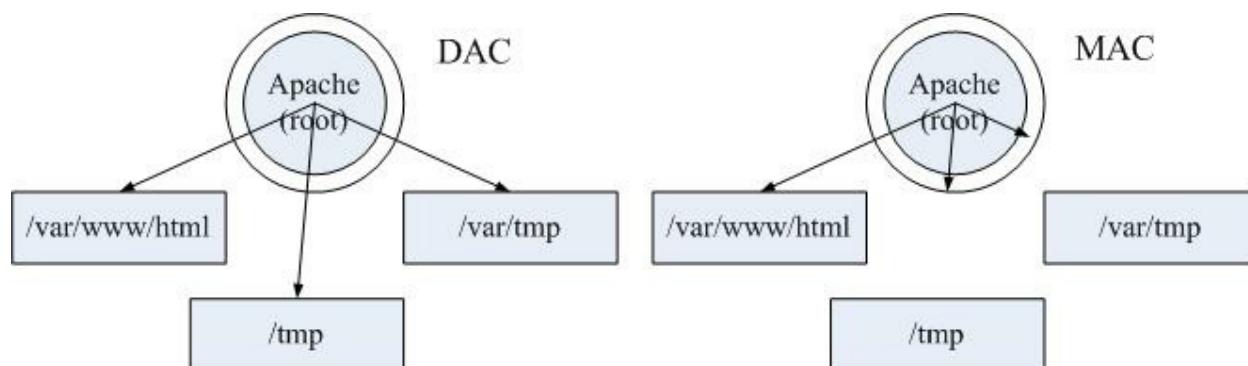 DAC
Apache
(root)
/var/www/html
/var/tmp
/tmp
MAC
Apache
(root)
/var/www/html
/var/tmp
/tmp